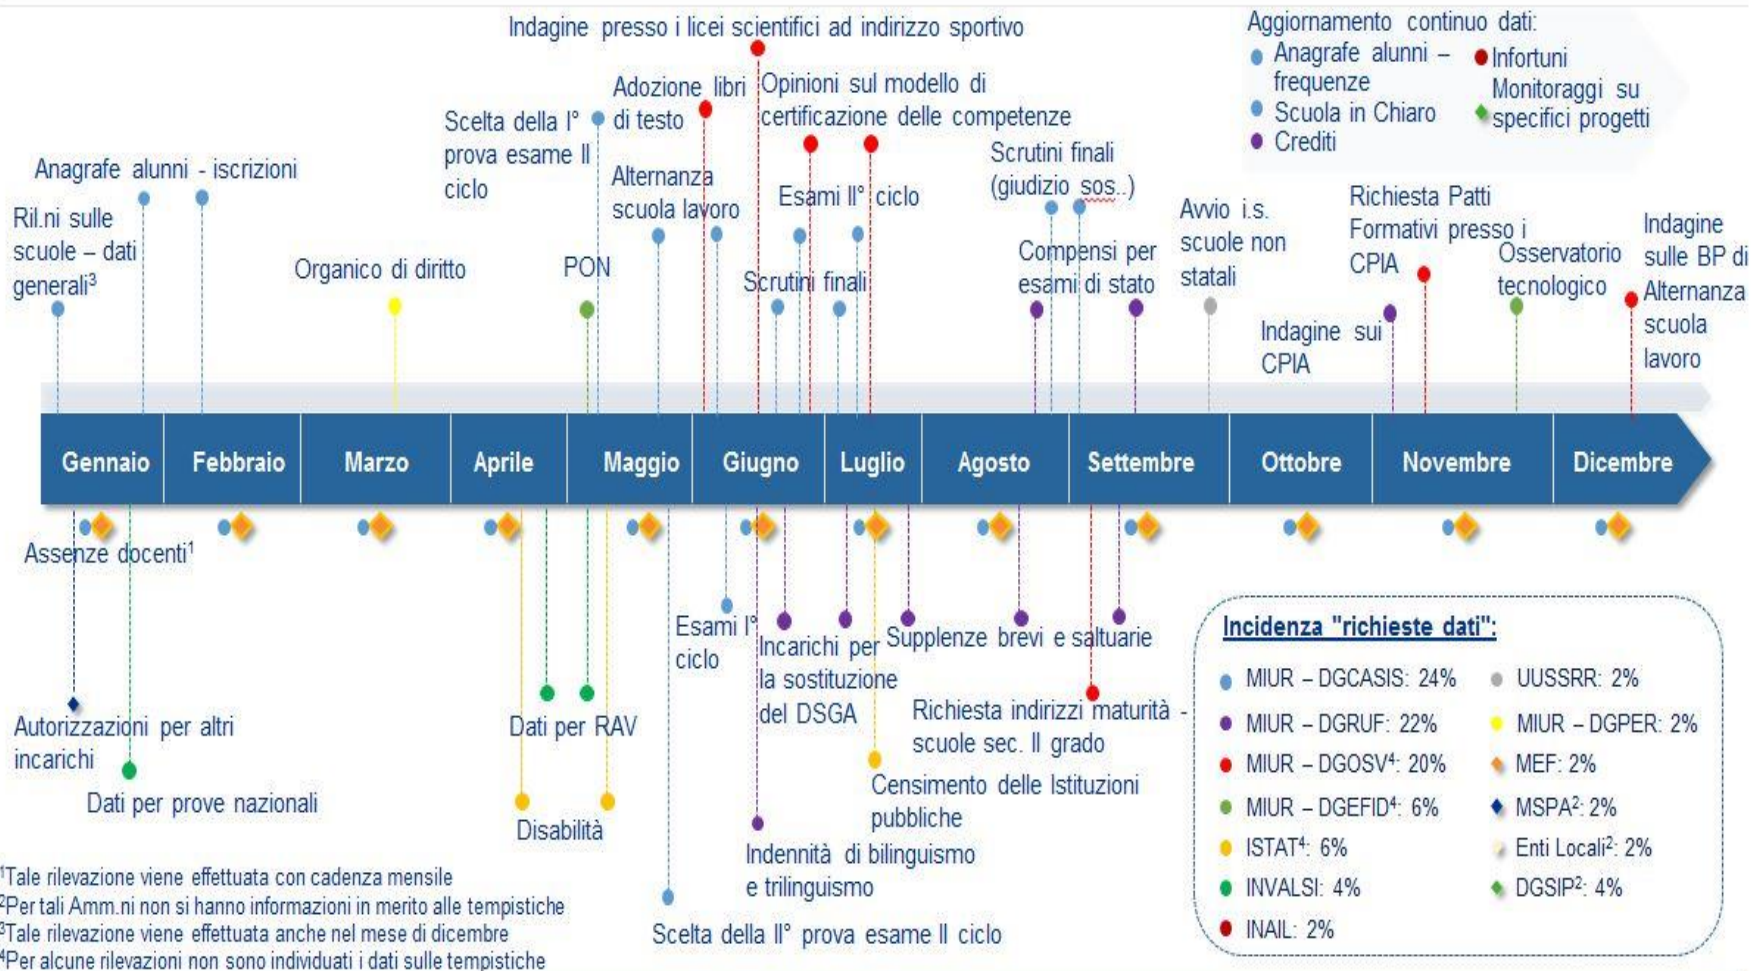 Indagine presso i licei scientifici ad indirizzo sportivo
Aggiornamento continuo dati:
Anagrafe alunni –
frequenze
Scuola in Chiaro
Crediti
Infortuni
Monitoraggi su
specifici progetti
Adozione libri
di testo
Opinioni sul modello di
certificazione delle competenze
Scelta della I°
prova esame II
ciclo
Anagrafe alunni - iscrizioni
Ril.ni sulle
scuole – dati
generali³
Organico di diritto
PON
Alternanza
scuola lavoro
Esami II° ciclo
Scrutini finali
Scrutini finali
(giudizio sos..)
Compensi per
esami di stato
Avvio i.s.
scuole non
statali
Indagine sui
CPIA
Richiesta Patti
Formativi presso i
CPIA
Osservatorio
tecnologico
Indagine
sulle BP di
Alternanza
scuola
lavoro
Gennaio Febbraio Marzo Aprile Maggio Giugno Luglio Agosto Settembre Ottobre Novembre Dicembre
Assenze docenti¹
Autorizzazioni per altri
incarichi
Dati per prove nazionali
Dati per RAV
Disabilità
Esami I°
ciclo
Incarichi per
la sostituzione
del DSGA
Supplenze brevi e saltuarie
Richiesta indirizzi maturità -
scuole sec. II grado
Censimento delle Istituzioni
pubbliche
Indennità di bilinguismo
e trilinguismo
Scelta della II° prova esame II ciclo
Incidenza "richieste dati":
MIUR – DGCASIS: 24%
MIUR – DGRUF: 22%
MIUR – DGOSV⁴: 20%
MIUR – DGEFID⁴: 6%
ISTAT⁴: 6%
INVALSI: 4%
INAIL: 2%
UUSSRR: 2%
MIUR – DGPER: 2%
MEF: 2%
MSPA²: 2%
Enti Locali²: 2%
DGSIP²: 4%
¹Tale rilevazione viene effettuata con cadenza mensile
²Per tali Amm.ni non si hanno informazioni in merito alle tempistiche
³Tale rilevazione viene effettuata anche nel mese di dicembre
⁴Per alcune rilevazioni non sono individuati i dati sulle tempistiche